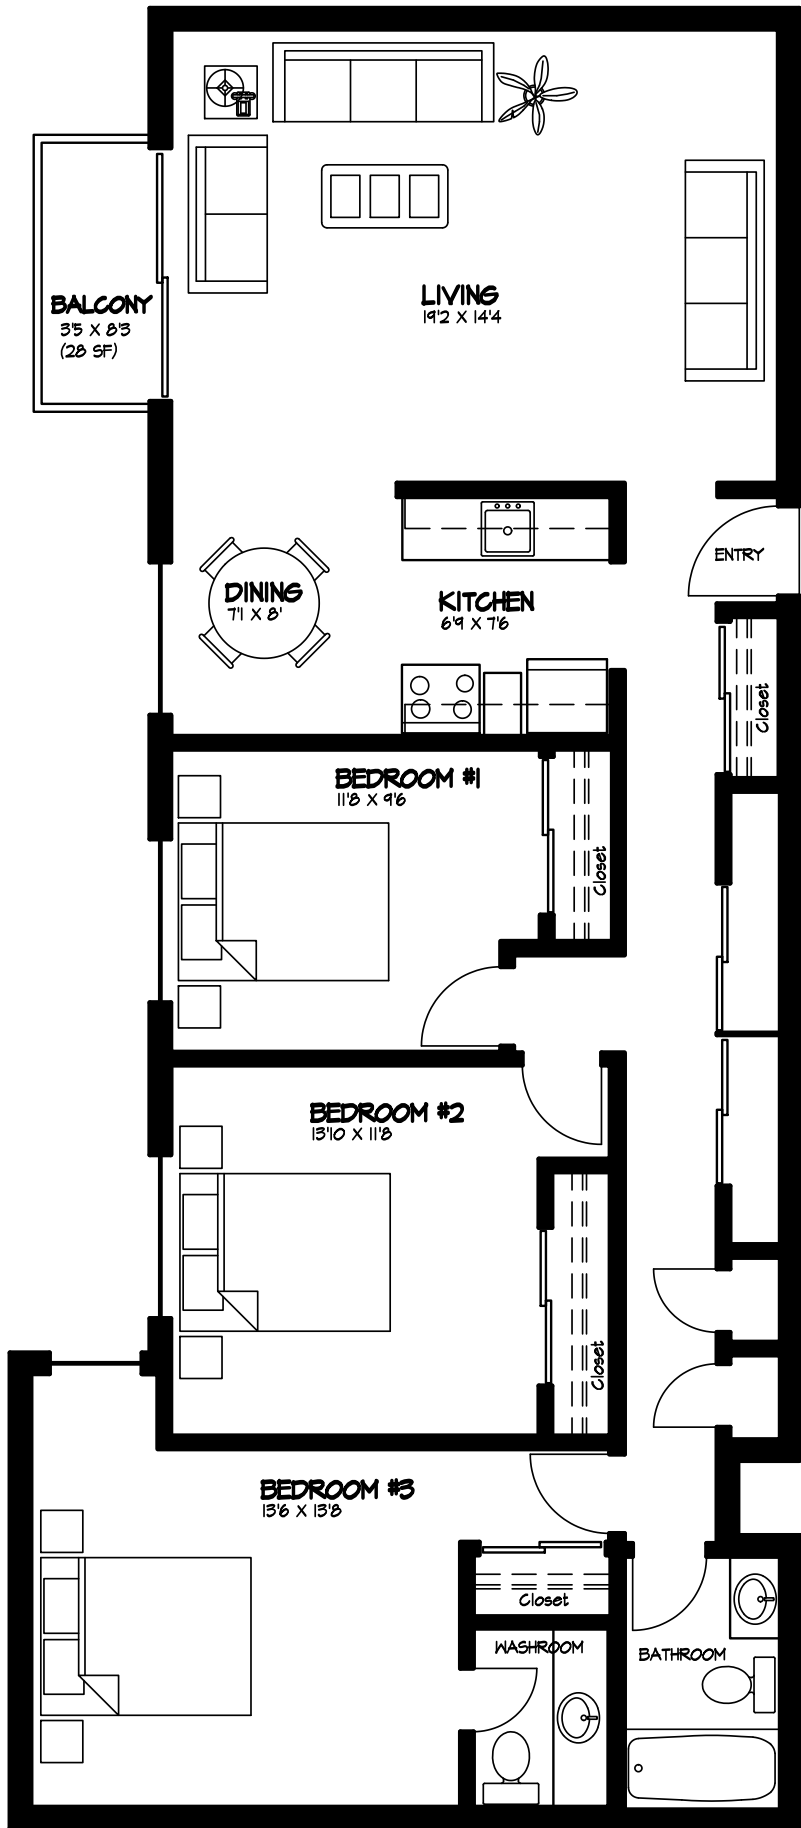 BALCONY
3'5 X 8'3
(28 SF)
LIVING
19'2 X 14'4
ENTRY
DINING
7'1 X 8'
KITCHEN
6'9 X 7'6
Closet
BEDROOM #1
11'8 X 9'6
Closet
BEDROOM #2
13'10 X 11'8
Closet
BEDROOM #3
13'6 X 13'8
Closet
WASHROOM
BATHROOM